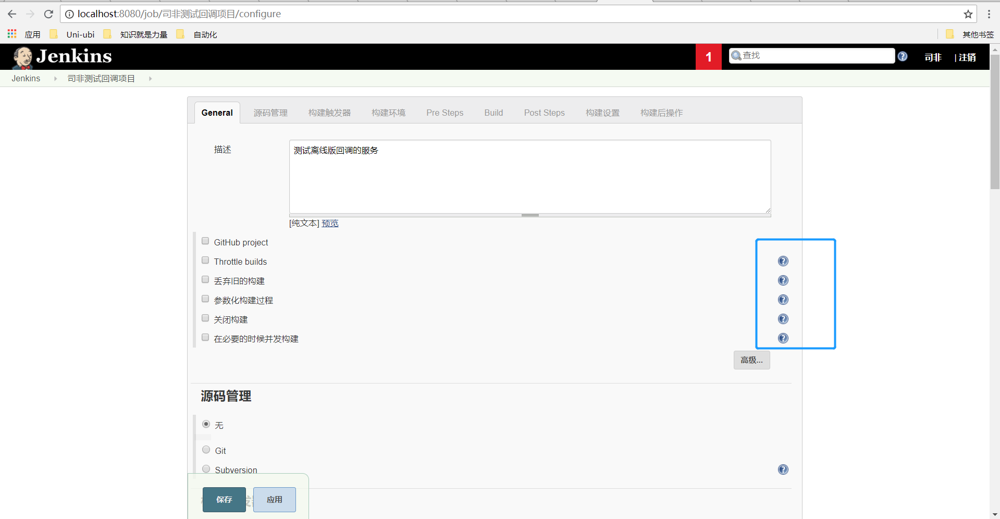 localhost:8080/job/司非测试回调项目/configure
应用 Uni-ubi 知识就是力量 自动化 其他书签
Jenkins 1 查找 司非 | 注销
Jenkins 司非测试回调项目
General 源码管理 构建触发器 构建环境 Pre Steps Build Post Steps 构建设置 构建后操作
描述
测试离线版回调的服务
[纯文本] 预览
GitHub project
Throttle builds
丢弃旧的构建
参数化构建过程
关闭构建
在必要的时候并发构建
高级...
源码管理
无
Git
Subversion
保存 应用